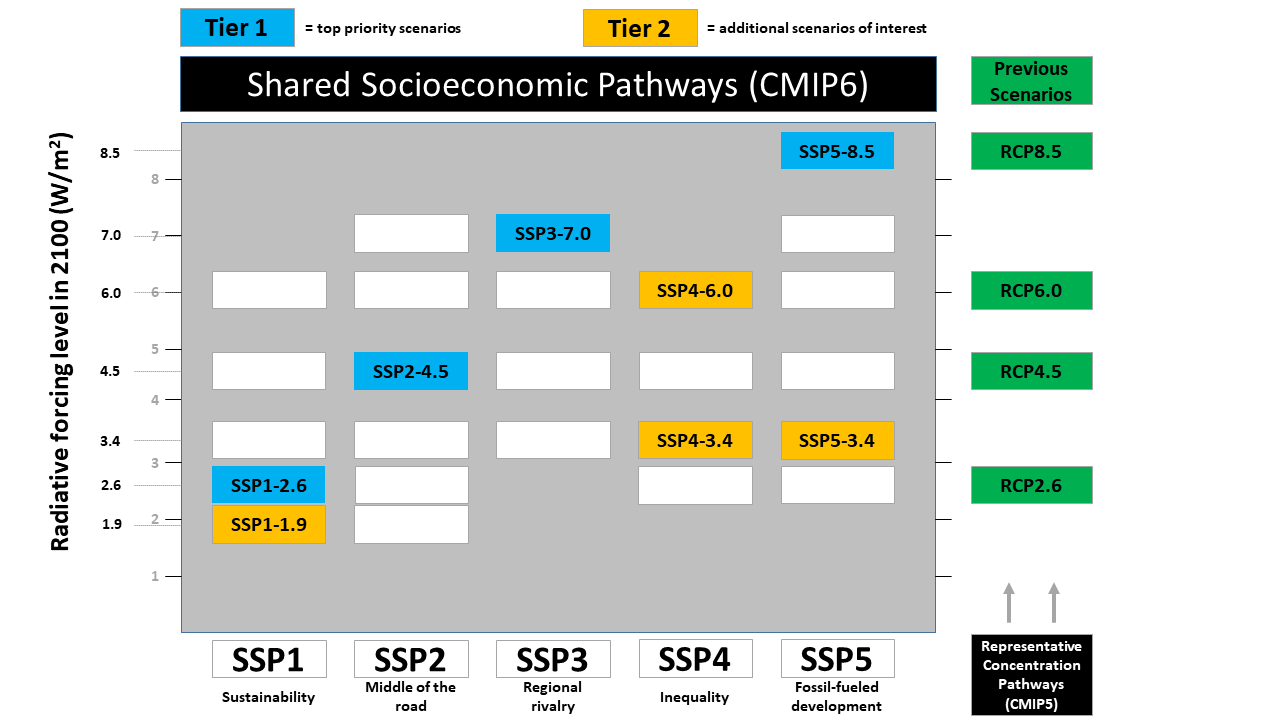 Tier 1 = top priority scenarios
Tier 2 = additional scenarios of interest
Shared Socioeconomic Pathways (CMIP6)
Previous
Scenarios
Radiative forcing level in 2100 (W/m²)
8.5
SSP5-8.5
RCP8.5
8
7.0
7
SSP3-7.0
6.0
6
SSP4-6.0
RCP6.0
5
4.5
SSP2-4.5
RCP4.5
4
3.4
SSP4-3.4
SSP5-3.4
3
2.6
SSP1-2.6
RCP2.6
2
1.9
SSP1-1.9
1
SSP1
Sustainability
SSP2
Middle of the
road
SSP3
Regional
rivalry
SSP4
Inequality
SSP5
Fossil-fueled
development
Representative
Concentration
Pathways
(CMIP5)